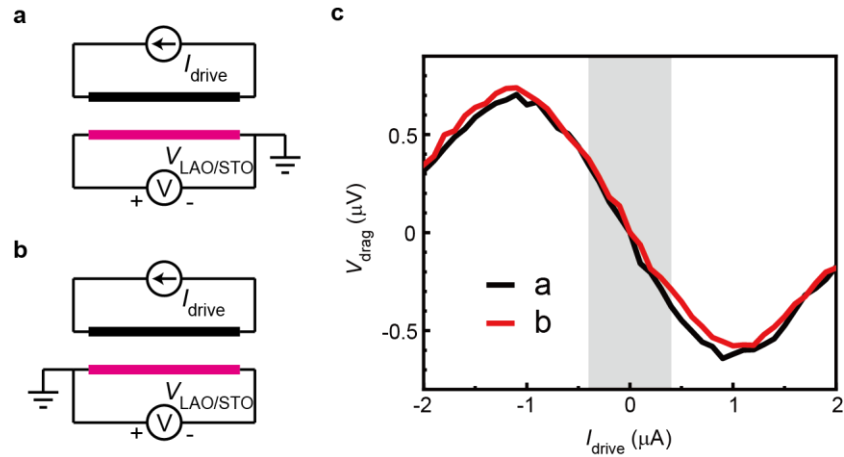 a
I drive
V LAO/STO
+ V -
b
I drive
V LAO/STO
+ V -
c
V drag (μV)
0.5
0
-0.5
a
b
-2 -1 0 1 2
I drive (μA)